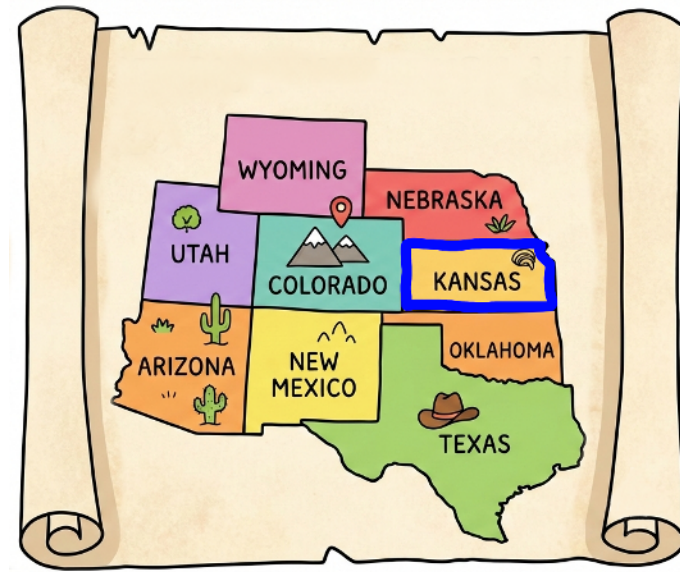 WYOMING
NEBRASKA
UTAH
COLORADO
KANSAS
ARIZONA
NEW
MEXICO
OKLAHOMA
TEXAS